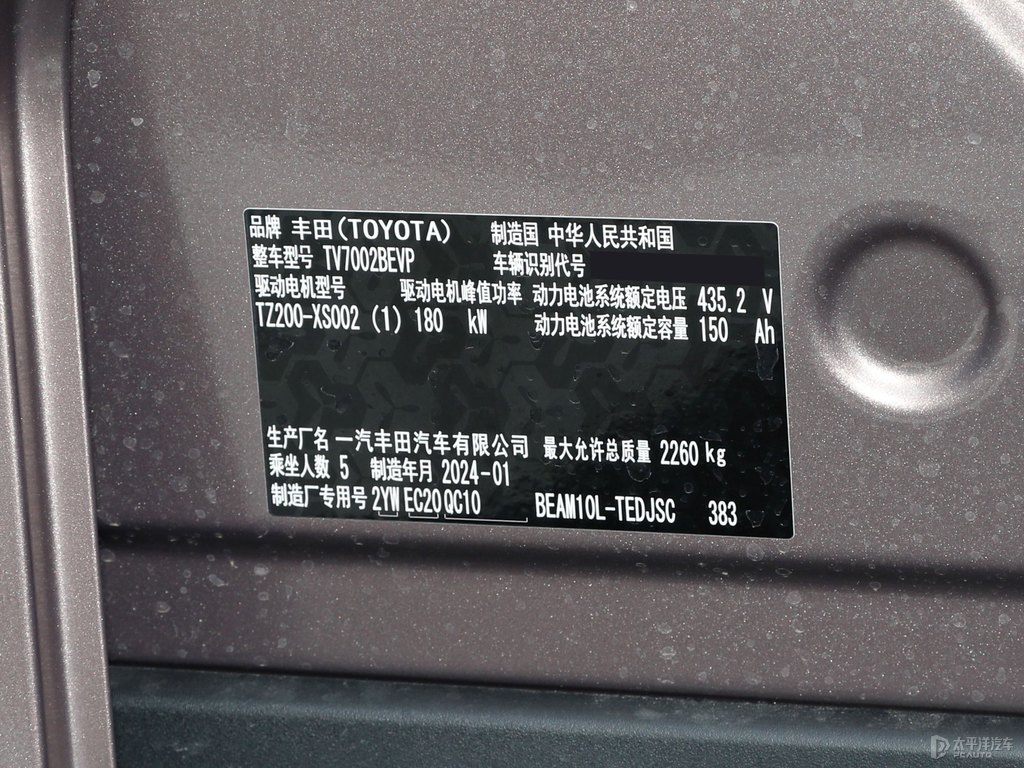 品牌 丰田(TOYOTA) 制造国 中华人民共和国
整车型号 TV7002BEVP 车辆识别代号
驱动电机型号 驱动电机峰值功率 动力电池系统额定电压 435.2 V
TZ200-XS002 (1) 180 kW 动力电池系统额定容量 150 Ah
生产厂名 一汽丰田汽车有限公司 最大允许总质量 2260 kg
乘坐人数 5 制造年月 2024-01
制造厂专用号 2YW EC20 QC10 BEAM10L-TEDJSC 383
太平洋汽车
PCAUTO